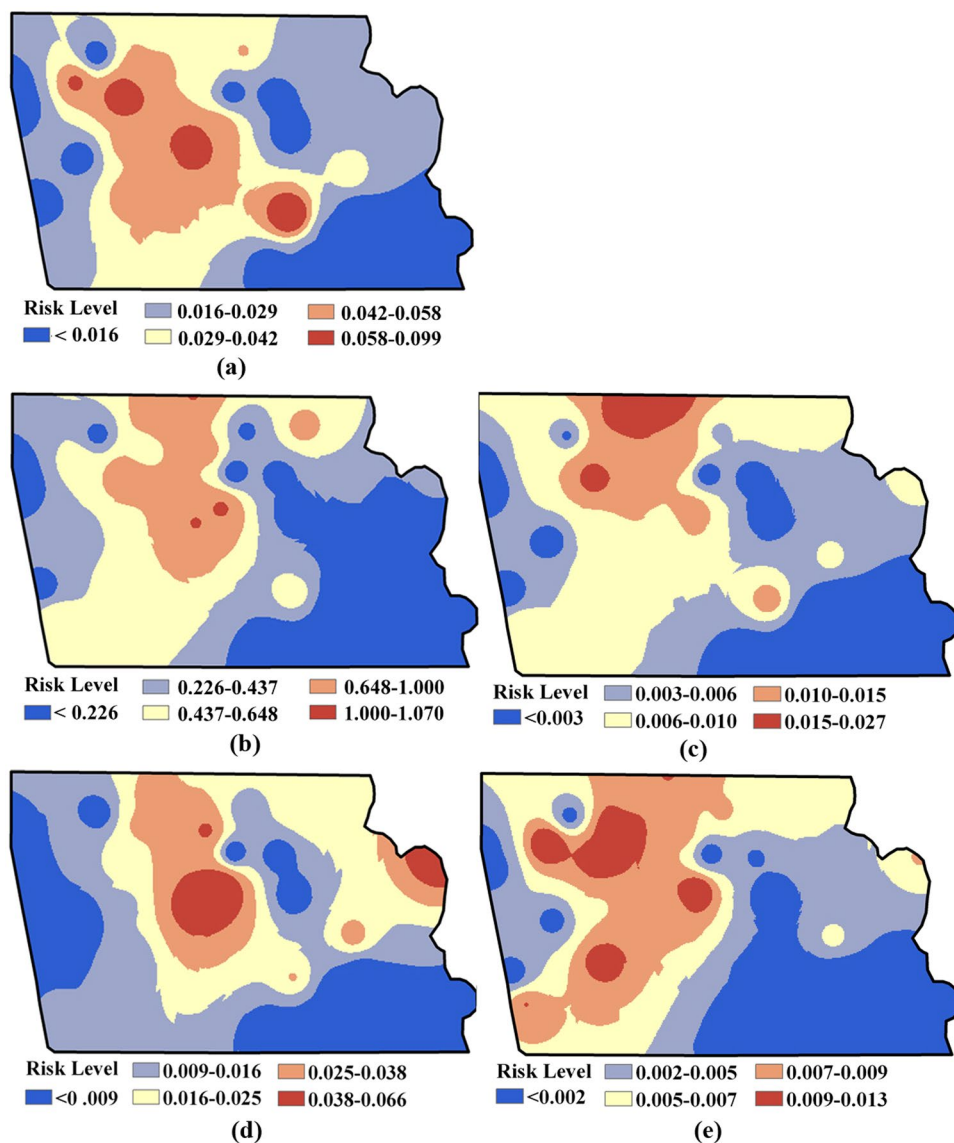 Risk Level 0.016-0.029 0.042-0.058
< 0.016 0.029-0.042 0.058-0.099
(a)
Risk Level 0.226-0.437 0.648-1.000
< 0.226 0.437-0.648 1.000-1.070
(b)
Risk Level 0.003-0.006 0.010-0.015
<0.003 0.006-0.010 0.015-0.027
(c)
Risk Level 0.009-0.016 0.025-0.038
<0 .009 0.016-0.025 0.038-0.066
(d)
Risk Level 0.002-0.005 0.007-0.009
<0.002 0.005-0.007 0.009-0.013
(e)